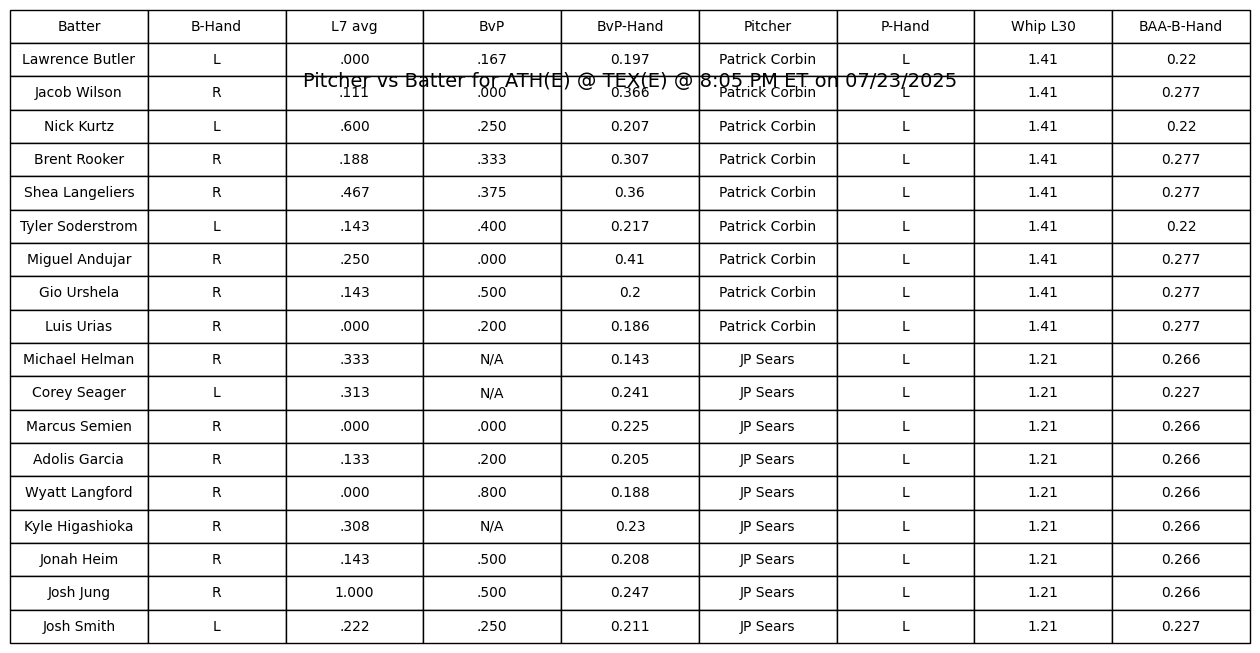 Batter B-Hand L7 avg BvP BvP-Hand Pitcher P-Hand Whip L30 BAA-B-Hand
Lawrence Butler L .000 .167 0.197 Patrick Corbin L 1.41 0.22
Pitcher vs Batter for ATH(E) @ TEX(E) @ 8:05 PM ET on 07/23/2025
Jacob Wilson R .111 .000 0.366 Patrick Corbin L 1.41 0.277
Nick Kurtz L .600 .250 0.207 Patrick Corbin L 1.41 0.22
Brent Rooker R .188 .333 0.307 Patrick Corbin L 1.41 0.277
Shea Langeliers R .467 .375 0.36 Patrick Corbin L 1.41 0.277
Tyler Soderstrom L .143 .400 0.217 Patrick Corbin L 1.41 0.22
Miguel Andujar R .250 .000 0.41 Patrick Corbin L 1.41 0.277
Gio Urshela R .143 .500 0.2 Patrick Corbin L 1.41 0.277
Luis Urias R .000 .200 0.186 Patrick Corbin L 1.41 0.277
Michael Helman R .333 N/A 0.143 JP Sears L 1.21 0.266
Corey Seager L .313 N/A 0.241 JP Sears L 1.21 0.227
Marcus Semien R .000 .000 0.225 JP Sears L 1.21 0.266
Adolis Garcia R .133 .200 0.205 JP Sears L 1.21 0.266
Wyatt Langford R .000 .800 0.188 JP Sears L 1.21 0.266
Kyle Higashioka R .308 N/A 0.23 JP Sears L 1.21 0.266
Jonah Heim R .143 .500 0.208 JP Sears L 1.21 0.266
Josh Jung R 1.000 .500 0.247 JP Sears L 1.21 0.266
Josh Smith L .222 .250 0.211 JP Sears L 1.21 0.227